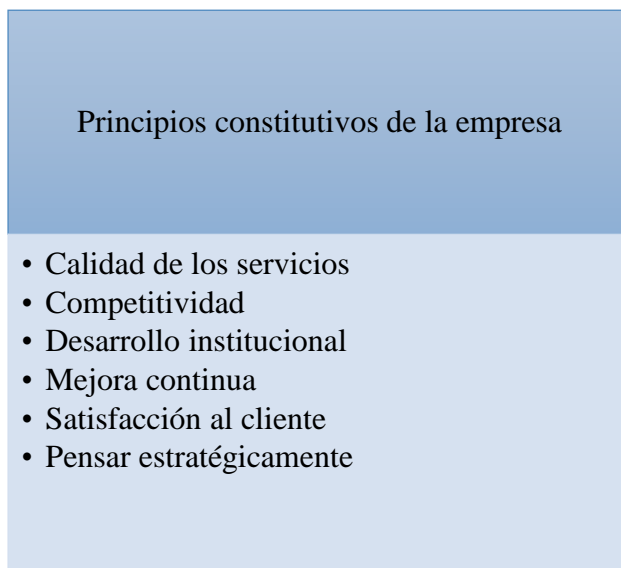 Principios constitutivos de la empresa
• Calidad de los servicios
• Competitividad
• Desarrollo institucional
• Mejora continua
• Satisfacción al cliente
• Pensar estratégicamente